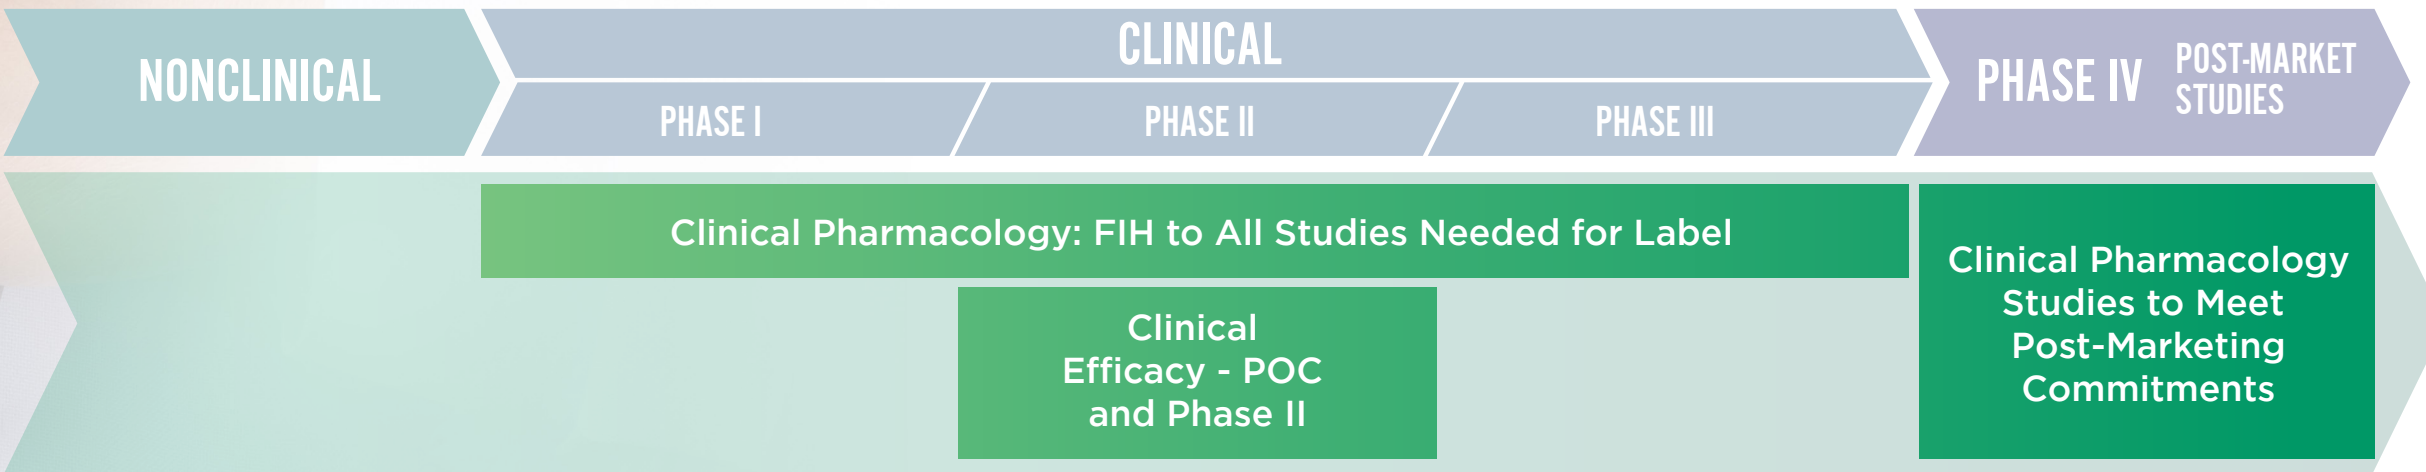 NONCLINICAL
CLINICAL
PHASE I
PHASE II
PHASE III
PHASE IV
POST-MARKET
STUDIES
Clinical Pharmacology: FIH to All Studies Needed for Label
Clinical
Efficacy - POC
and Phase II
Clinical Pharmacology
Studies to Meet
Post-Marketing
Commitments